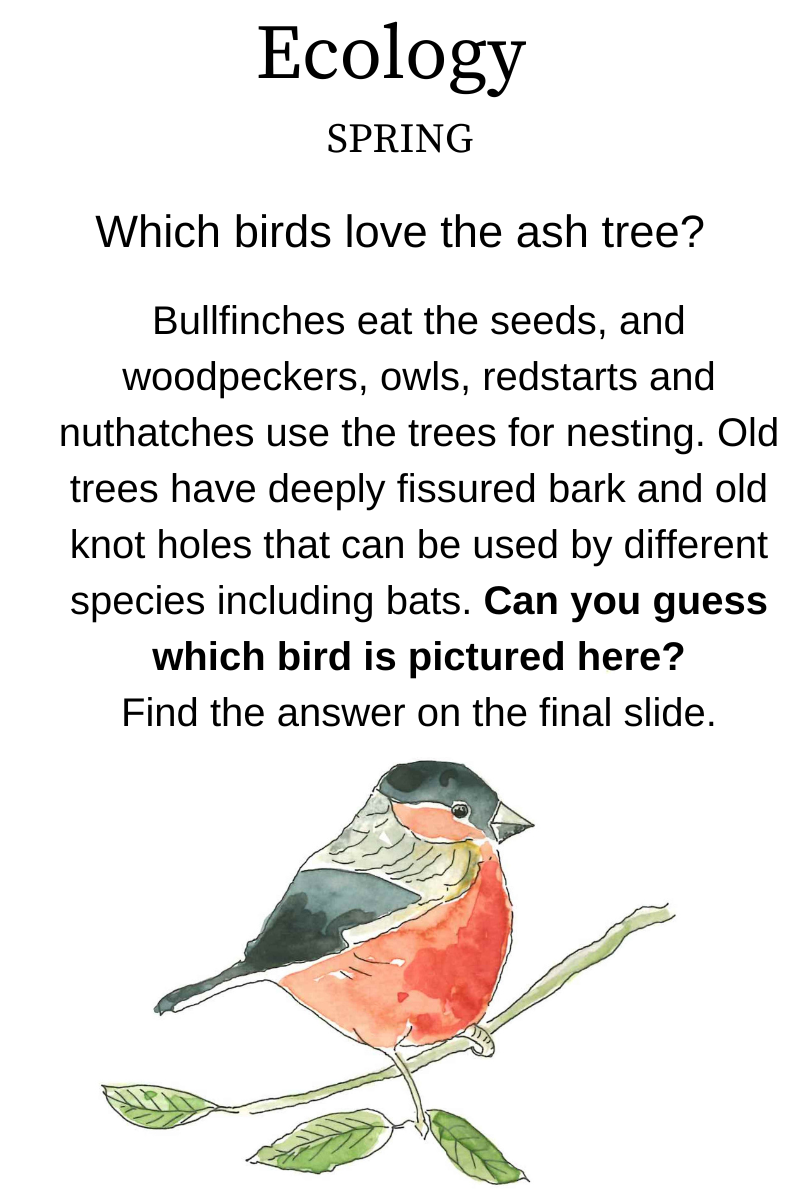 Ecology
SPRING
Which birds love the ash tree?
Bullfinches eat the seeds, and
woodpeckers, owls, redstarts and
nuthatches use the trees for nesting. Old
trees have deeply fissured bark and old
knot holes that can be used by different
species including bats. Can you guess
which bird is pictured here?
Find the answer on the final slide.